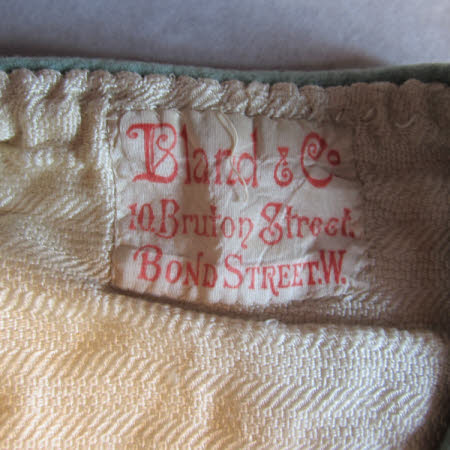 Bland & Co
10. Bruton Street.
BOND STREET. W.